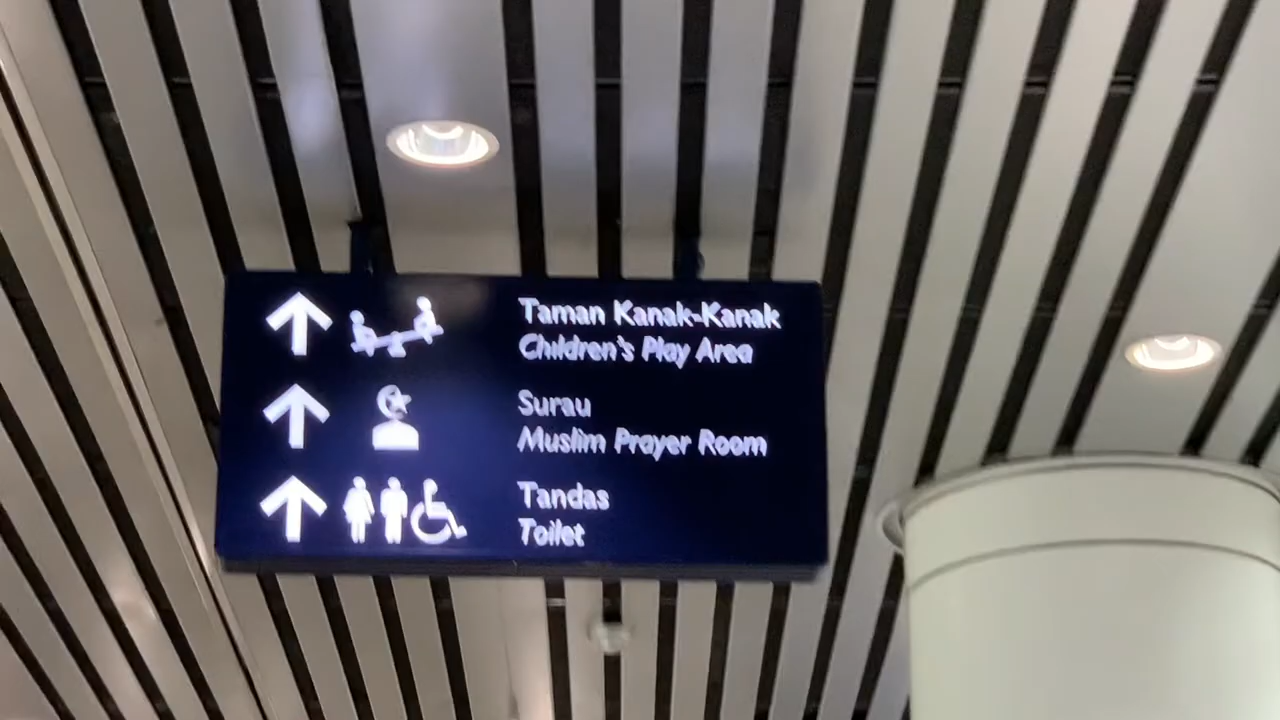 Taman Kanak-Kanak
Children's Play Area
Surau
Muslim Prayer Room
Tandas
Toilet